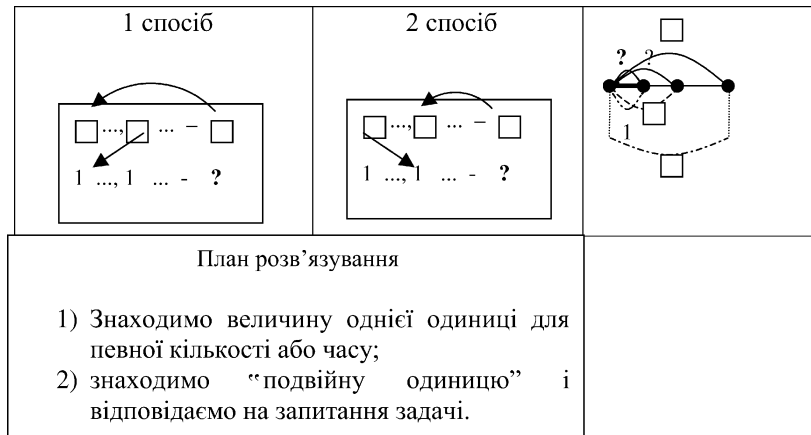 1 спосіб
..., ... –
1 ..., 1 ... - ?
2 спосіб
..., ... –
1 ..., 1 ... - ?
? ?
1
План розв’язування
1) Знаходимо величину однієї одиниці для
певної кількості або часу;
2) знаходимо “подвійну одиницю” і
відповідаємо на запитання задачі.